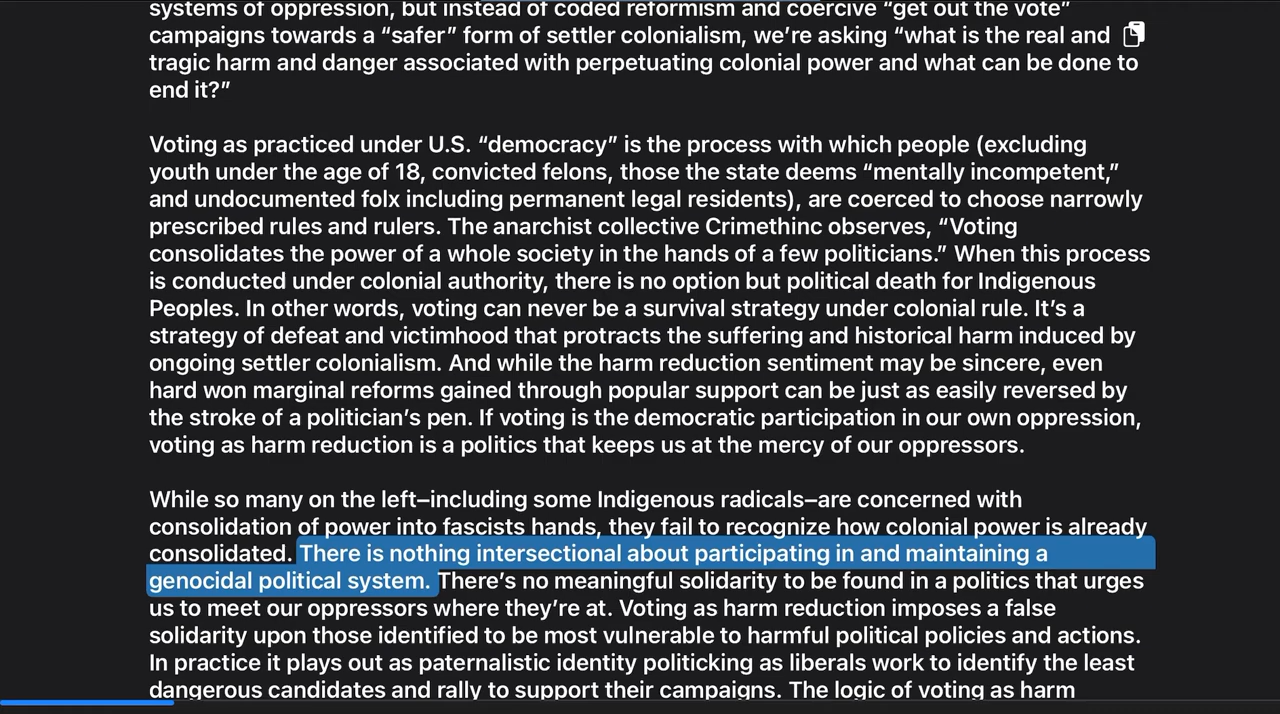 systems of oppression, but instead of coded reformism and coercive “get out the vote”
campaigns towards a “safer” form of settler colonialism, we’re asking “what is the real and
tragic harm and danger associated with perpetuating colonial power and what can be done to
end it?”
Voting as practiced under U.S. “democracy” is the process with which people (excluding
youth under the age of 18, convicted felons, those the state deems “mentally incompetent,”
and undocumented folx including permanent legal residents), are coerced to choose narrowly
prescribed rules and rulers. The anarchist collective Crimethinc observes, “Voting
consolidates the power of a whole society in the hands of a few politicians.” When this process
is conducted under colonial authority, there is no option but political death for Indigenous
Peoples. In other words, voting can never be a survival strategy under colonial rule. It’s a
strategy of defeat and victimhood that protracts the suffering and historical harm induced by
ongoing settler colonialism. And while the harm reduction sentiment may be sincere, even
hard won marginal reforms gained through popular support can be just as easily reversed by
the stroke of a politician’s pen. If voting is the democratic participation in our own oppression,
voting as harm reduction is a politics that keeps us at the mercy of our oppressors.
While so many on the left–including some Indigenous radicals–are concerned with
consolidation of power into fascists hands, they fail to recognize how colonial power is already
consolidated. There is nothing intersectional about participating in and maintaining a
genocidal political system. There’s no meaningful solidarity to be found in a politics that urges
us to meet our oppressors where they’re at. Voting as harm reduction imposes a false
solidarity upon those identified to be most vulnerable to harmful political policies and actions.
In practice it plays out as paternalistic identity politicking as liberals work to identify the least
dangerous candidates and rally to support their campaigns. The logic of voting as harm